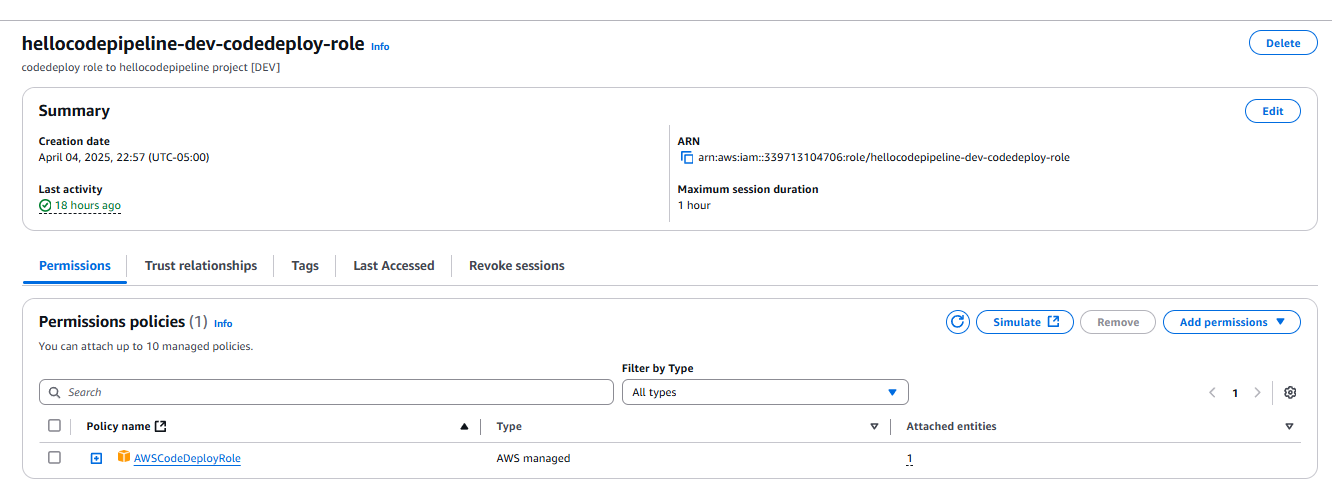 hellocodepipeline-dev-codedeploy-role Info
Delete
codedeploy role to hellocodepipeline project [DEV]
Summary
Edit
Creation date
April 04, 2025, 22:57 (UTC-05:00)
ARN
arn:aws:iam::339713104706:role/hellocodepipeline-dev-codedeploy-role
Last activity
18 hours ago
Maximum session duration
1 hour
Permissions Trust relationships Tags Last Accessed Revoke sessions
Permissions policies (1) Info
Simulate Remove Add permissions
You can attach up to 10 managed policies.
Filter by Type
Search All types 1
Policy name Type Attached entities
AWSCodeDeployRole AWS managed 1